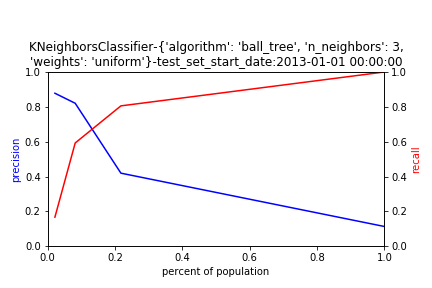 KNeighborsClassifier-{'algorithm': 'ball_tree', 'n_neighbors': 3,
'weights': 'uniform'}-test_set_start_date:2013-01-01 00:00:00
1.0
0.8
0.6
0.4
0.2
0.0
precision
0.0 0.2 0.4 0.6 0.8 1.0
percent of population
1.0
0.8
0.6
0.4
0.2
0.0
recall